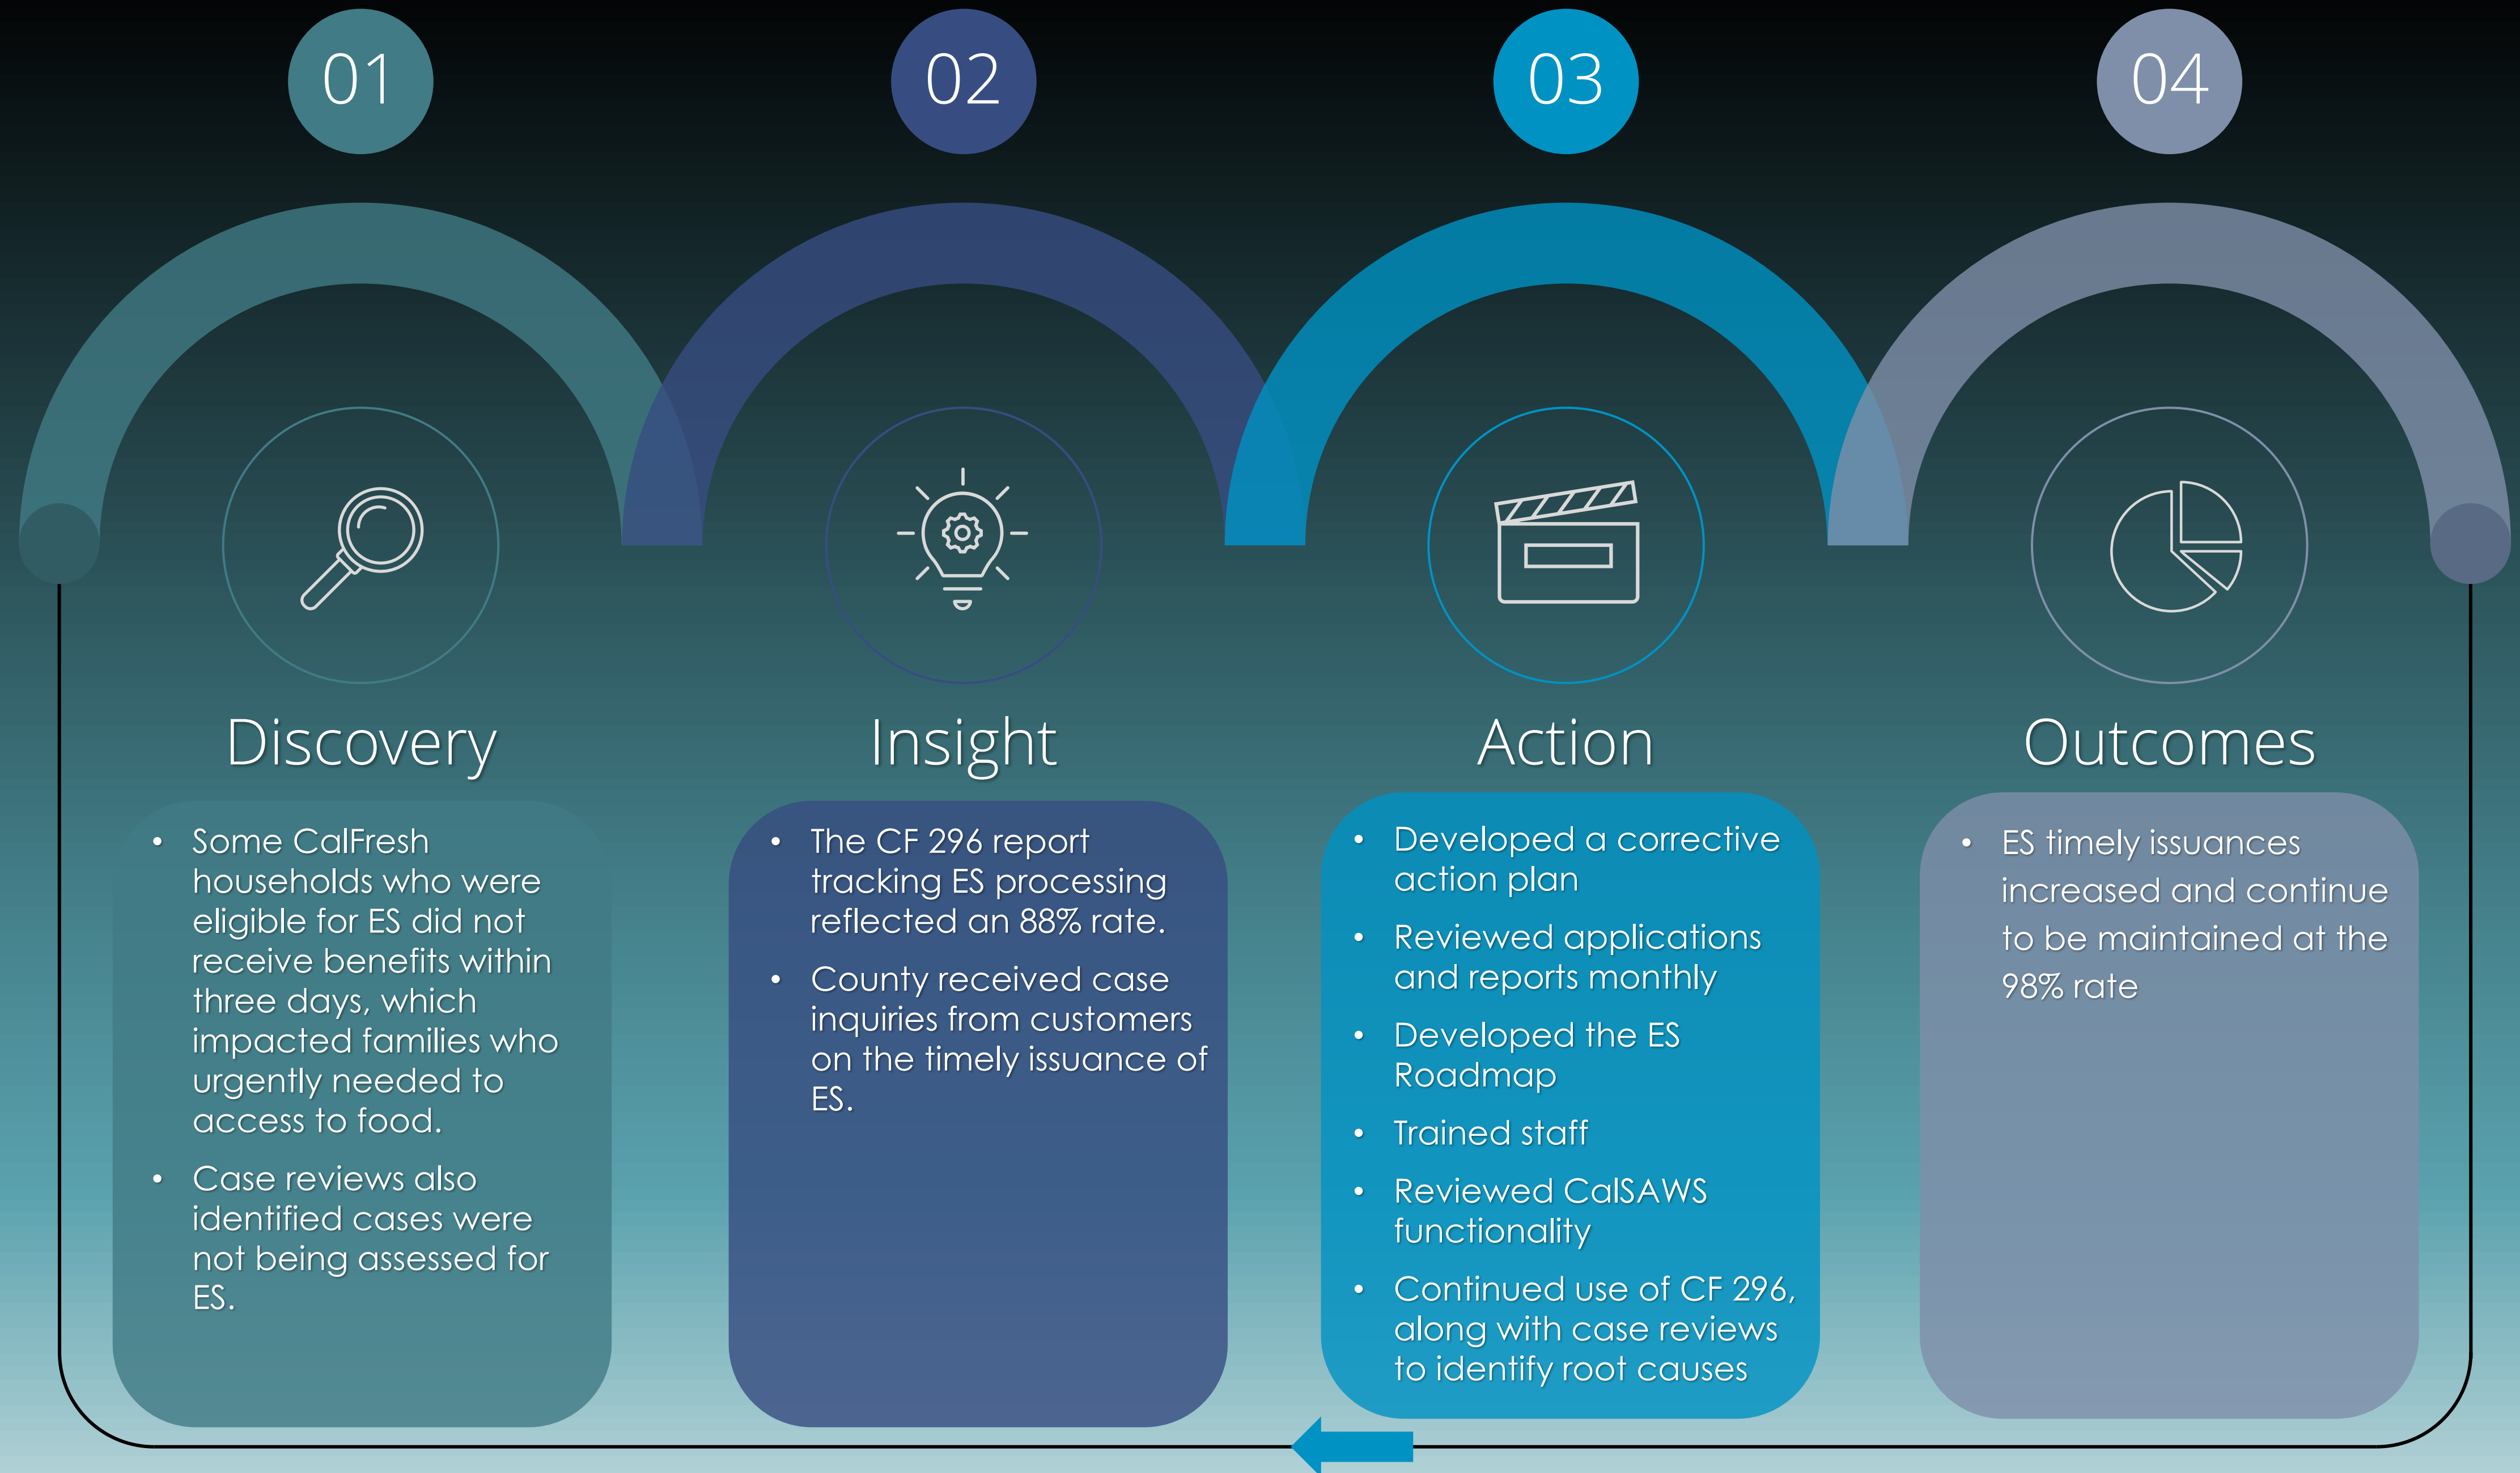 01
02
03
04
Discovery
• Some CalFresh
households who were
eligible for ES did not
receive benefits within
three days, which
impacted families who
urgently needed to
access to food.
• Case reviews also
identified cases were
not being assessed for
ES.
Insight
• The CF 296 report
tracking ES processing
reflected an 88% rate.
• County received case
inquiries from customers
on the timely issuance of
ES.
Action
• Developed a corrective
action plan
• Reviewed applications
and reports monthly
• Developed the ES
Roadmap
• Trained staff
• Reviewed CalSAWS
functionality
• Continued use of CF 296,
along with case reviews
to identify root causes
Outcomes
• ES timely issuances
increased and continue
to be maintained at the
98% rate